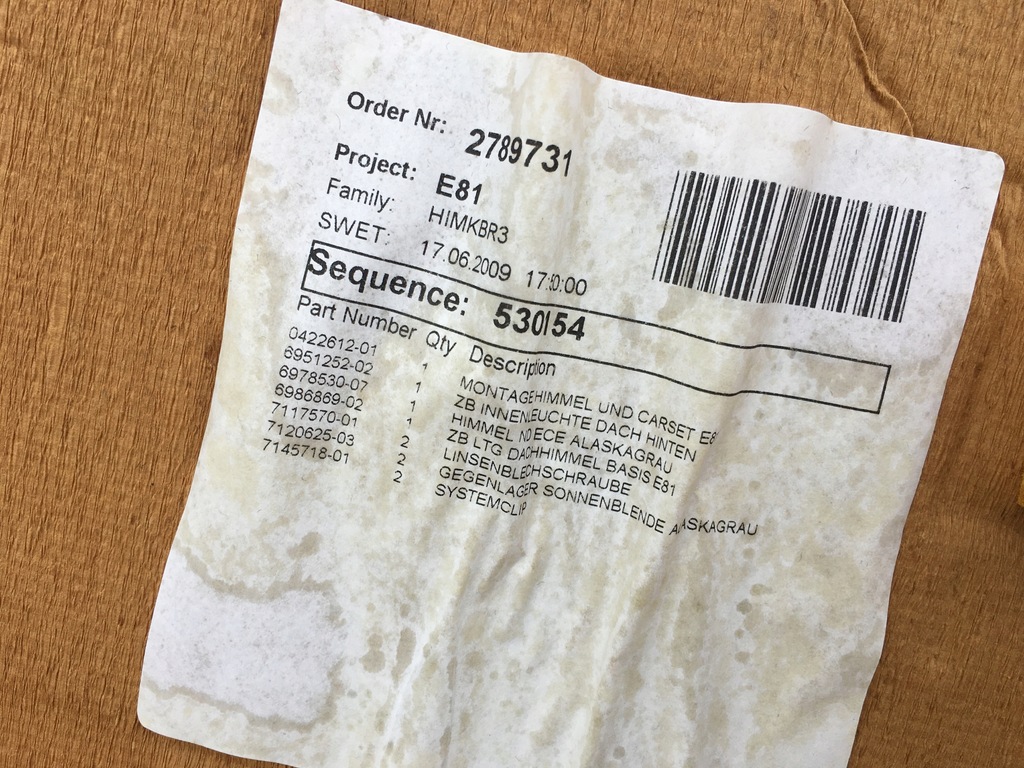 Order Nr: 2789731
Project: E81
Family: HIMKBR3
SWET: 17.06.2009 17:0:00
Sequence: 530154
Part Number Qty Description
0422612-01 1 MONTAGEHIMMEL UND CARSET E8
6951252-02 1 ZB INNENLEUCHTE DACH HINTEN
6978530-07 1 HIMMEL NDECE ALASKAGRAU
6986869-02 1 ZB LTG DACHHIMMEL BASIS E81
7117570-01 2 LINSENBLECHSCHRAUBE
7120625-03 2 GEGENLAGER SONNENBLENDE ALASKAGRAU
7145718-01 2 SYSTEMCLIP